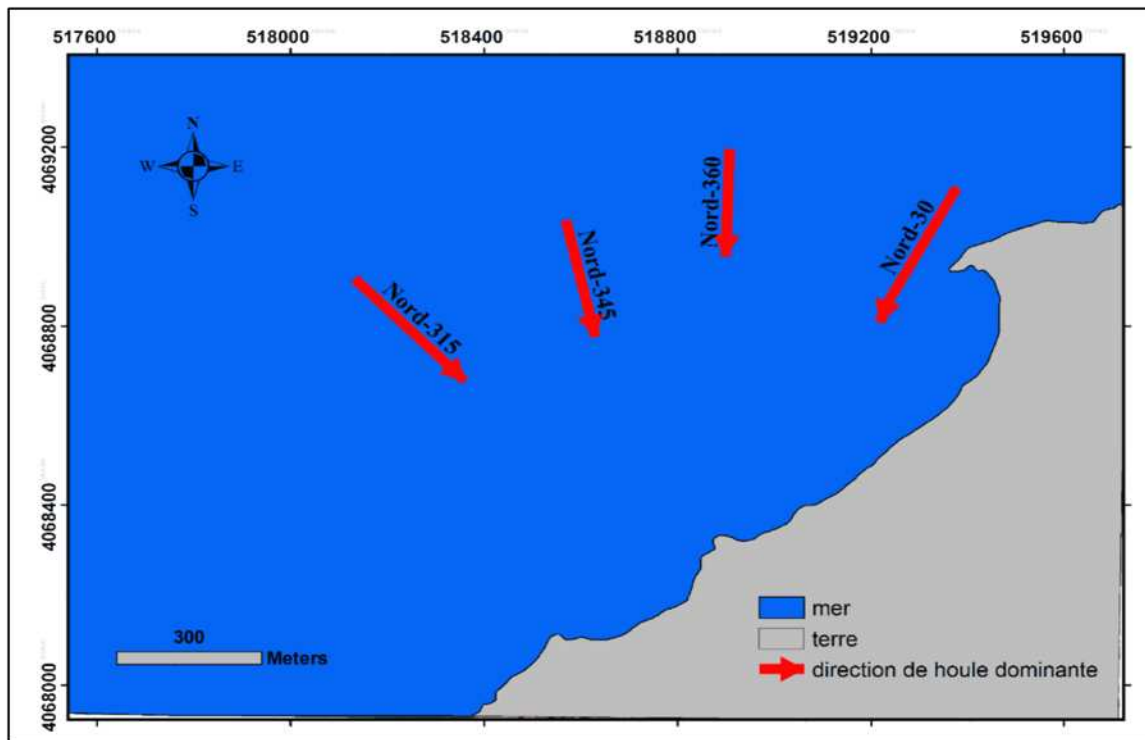 517600 518000 518400 518800 519200 519600
4069200
4068800
4068400
4068000
N
W E
S
Nord-315
Nord-345
Nord-360
Nord-30
300
Meters
mer
terre
direction de houle dominante